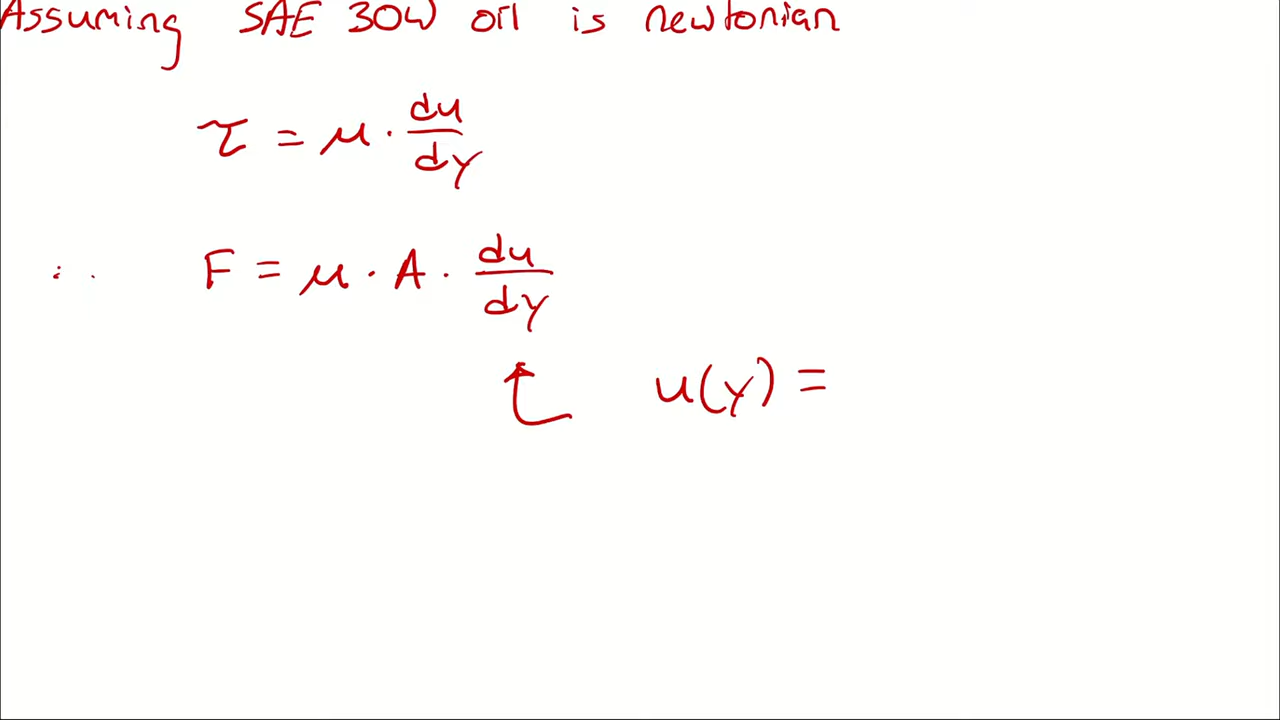 Assuming SAE 30W oil is newtonian
τ = μ · du/dy
∴ F = μ · A · du/dy
u(y) =